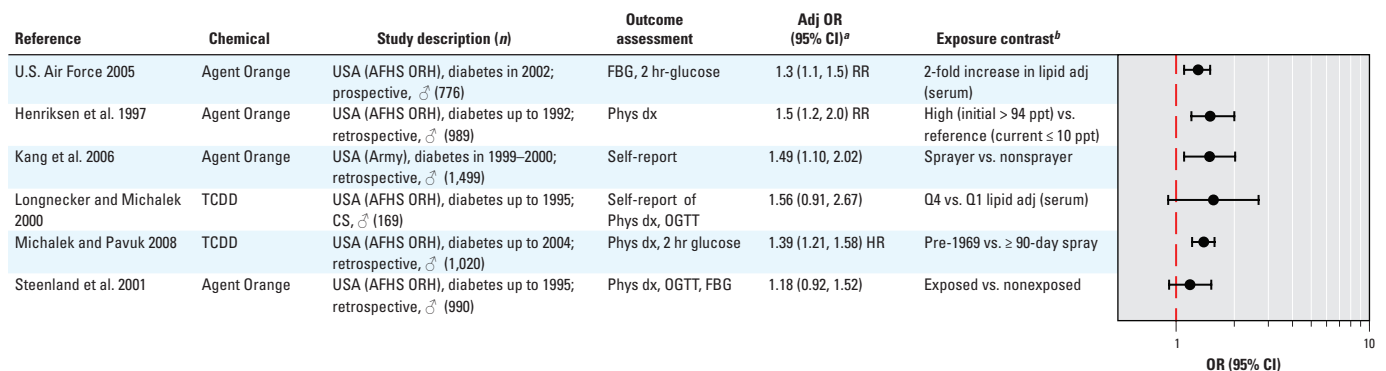 Reference Chemical Study description (n) Outcome assessment Adj OR (95% CI)a Exposure contrastb
U.S. Air Force 2005 Agent Orange USA (AFHS ORH), diabetes in 2002; FBG, 2 hr-glucose 1.3 (1.1, 1.5) RR 2-fold increase in lipid adj
prospective, ♂ (776) (serum)
Henriksen et al. 1997 Agent Orange USA (AFHS ORH), diabetes up to 1992; Phys dx 1.5 (1.2, 2.0) RR High (initial > 94 ppt) vs.
retrospective, ♂ (989) reference (current ≤ 10 ppt)
Kang et al. 2006 Agent Orange USA (Army), diabetes in 1999–2000; Self-report 1.49 (1.10, 2.02) Sprayer vs. nonsprayer
retrospective, ♂ (1,499)
Longnecker and Michalek TCDD USA (AFHS ORH), diabetes up to 1995; Self-report of 1.56 (0.91, 2.67) Q4 vs. Q1 lipid adj (serum)
2000 CS, ♂ (169) Phys dx, OGTT
Michalek and Pavuk 2008 TCDD USA (AFHS ORH), diabetes up to 2004; Phys dx, 2 hr glucose 1.39 (1.21, 1.58) HR Pre-1969 vs. ≥ 90-day spray
retrospective, ♂ (1,020)
Steenland et al. 2001 Agent Orange USA (AFHS ORH), diabetes up to 1995; Phys dx, OGTT, FBG 1.18 (0.92, 1.52) Exposed vs. nonexposed
retrospective, ♂ (990)
1 10
OR (95% CI)